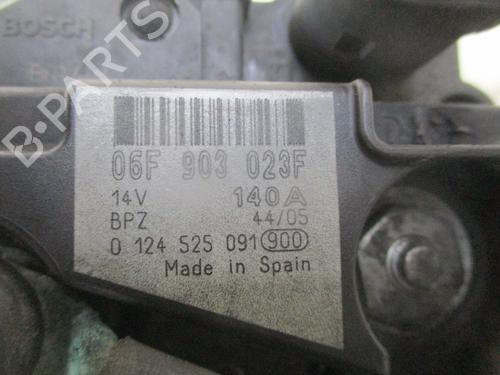 BOSCH
B-PARTS
06F 903 023F
14V 140A
BPZ 44/05
0 124 525 091 900
Made in Spain